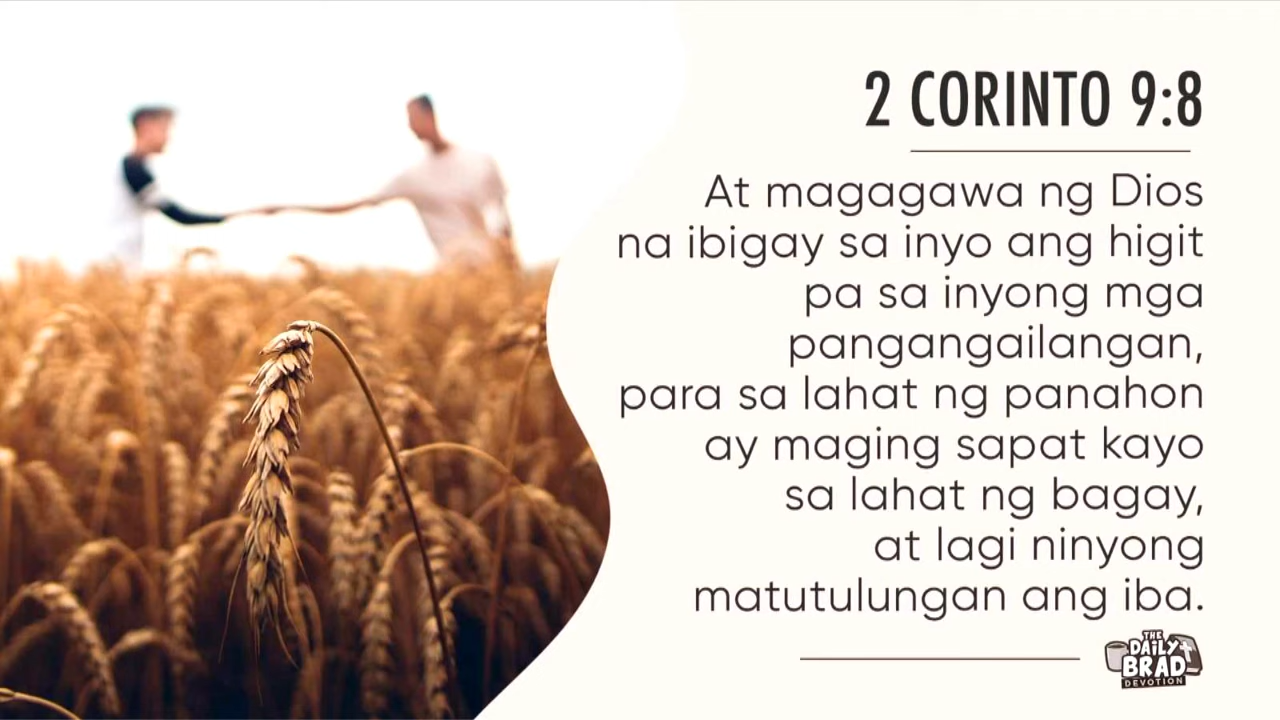 2 CORINTO 9:8
At magagawa ng Dios
na ibigay sa inyo ang higit
pa sa inyong mga
pangangailangan,
para sa lahat ng panahon
ay maging sapat kayo
sa lahat ng bagay,
at lagi ninyong
matutulungan ang iba.
THE
DAiLY
BRAD
DEVOTION